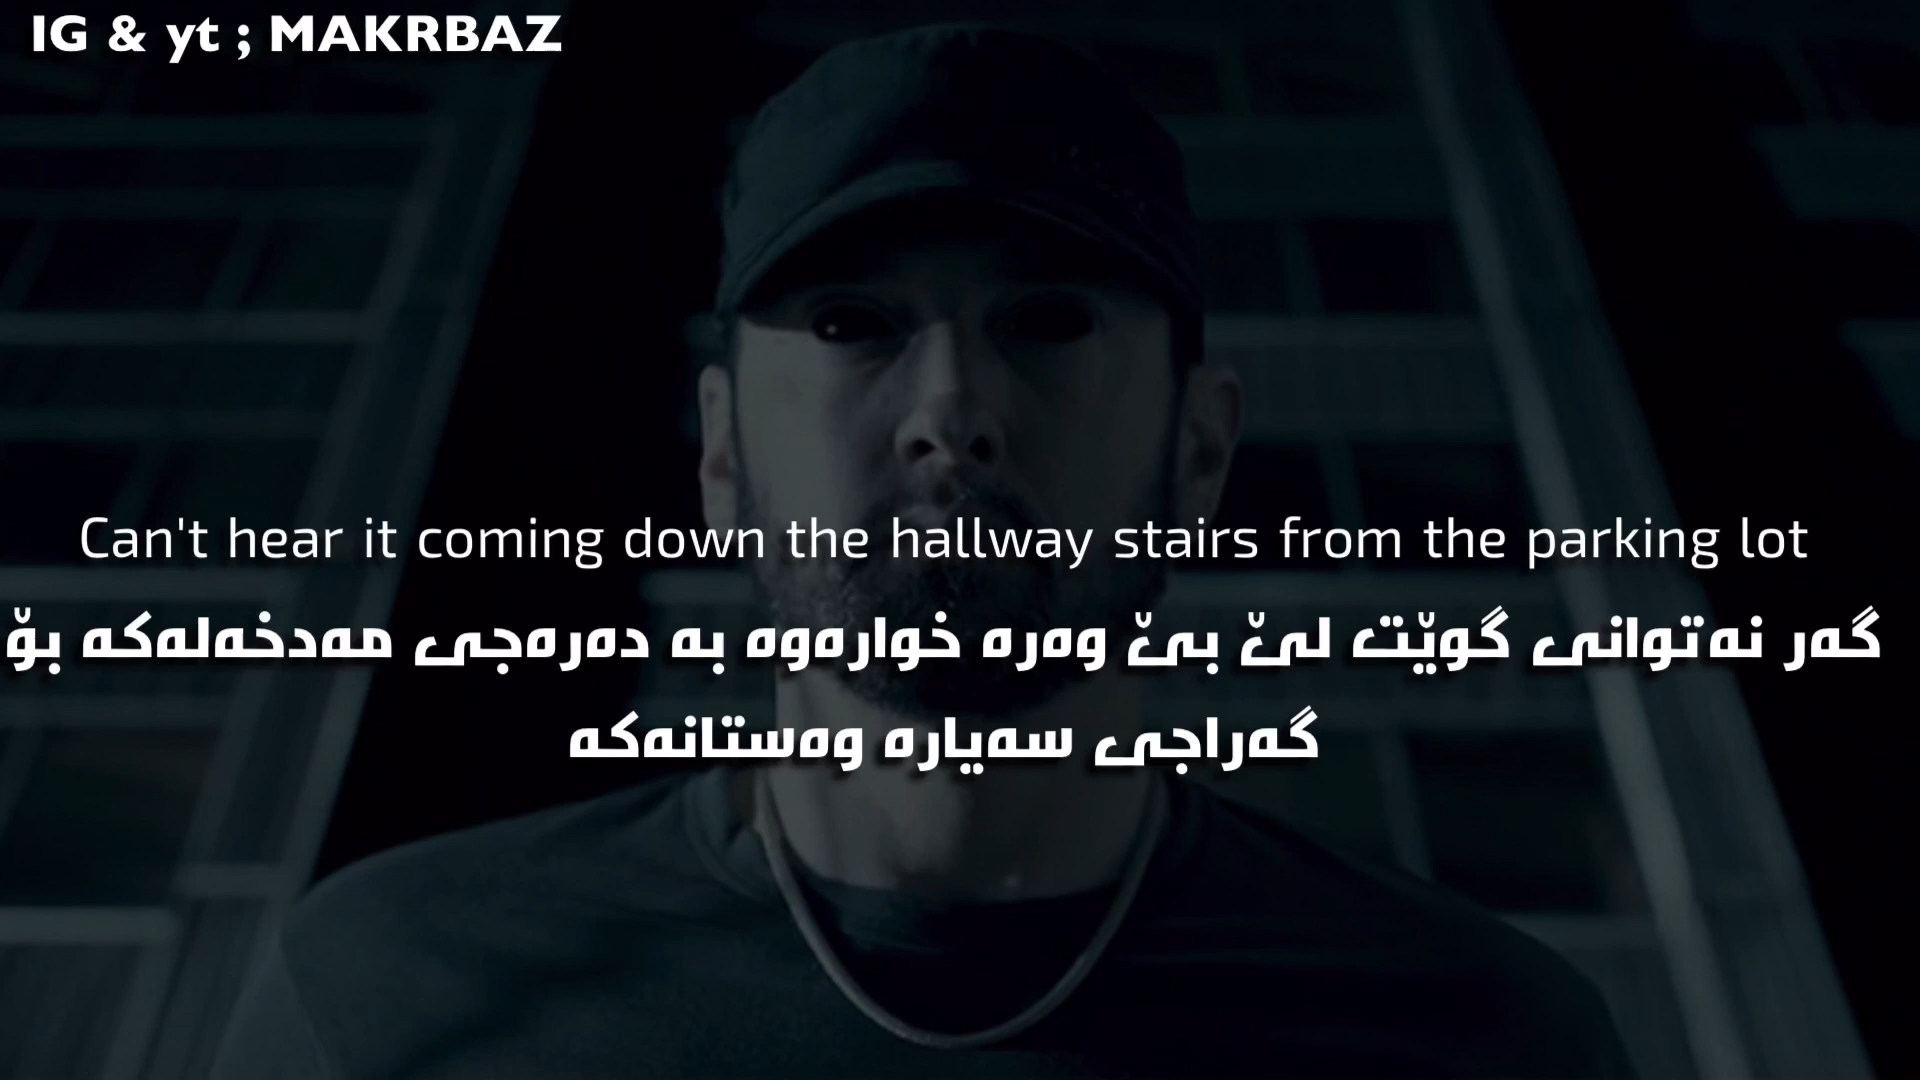 IG & yt ; MAKRBAZ
Can't hear it coming down the hallway stairs from the parking lot
گەر نەتوانی گوێت لێ بێ وەرە خوارەوە بە دەرەجی مەدخەلەکە بۆ
گەراجی سەیارە وەستانەکە